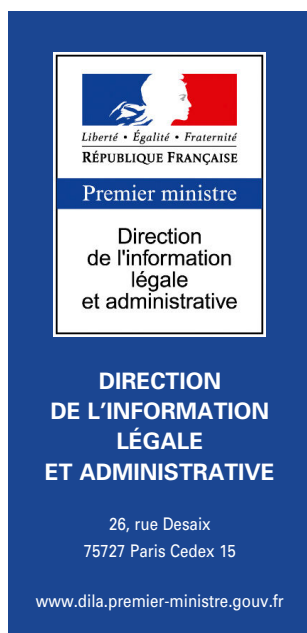 Liberté • Égalité • Fraternité
RÉPUBLIQUE FRANÇAISE
Premier ministre
Direction
de l'information
légale
et administrative
DIRECTION
DE L’INFORMATION
LÉGALE
ET ADMINISTRATIVE
26, rue Desaix
75727 Paris Cedex 15
www.dila.premier-ministre.gouv.fr